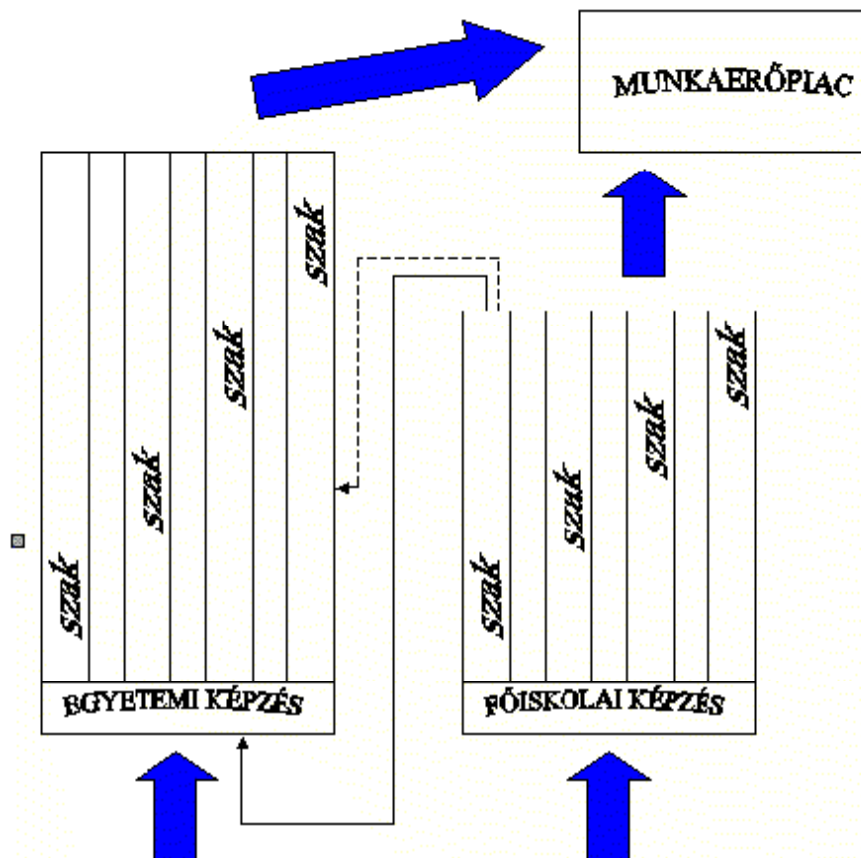 MUNKAERŐPIAC
szak
szak
szak
szak
szak
szak
szak
szak
EGYETEMI KÉPZÉS
FŐISKOLAI KÉPZÉS